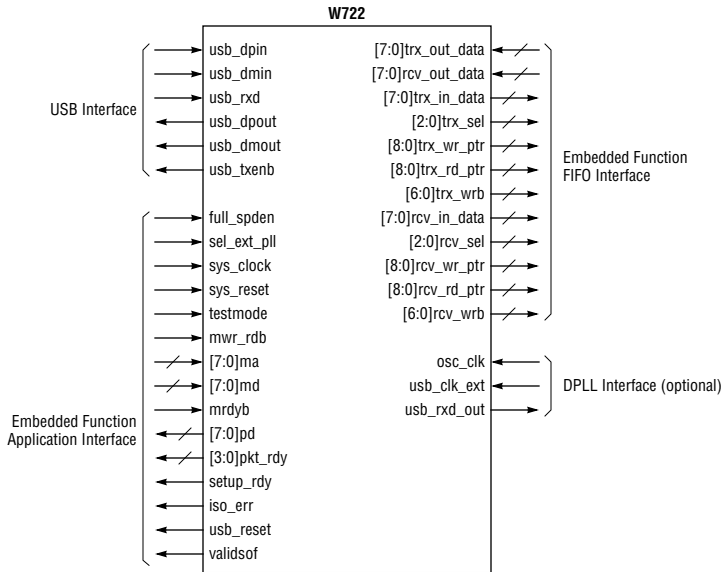 W722
USB Interface
usb_dpin
usb_dmin
usb_rxd
usb_dpout
usb_dmout
usb_txenb
Embedded Function
Application Interface
full_spden
sel_ext_pll
sys_clock
sys_reset
testmode
mwr_rdb
[7:0]ma
[7:0]md
mrdyb
[7:0]pd
[3:0]pkt_rdy
setup_rdy
iso_err
usb_reset
validsof
[7:0]trx_out_data
[7:0]rcv_out_data
[7:0]trx_in_data
[2:0]trx_sel
[8:0]trx_wr_ptr
[8:0]trx_rd_ptr
[6:0]trx_wrb
[7:0]rcv_in_data
[2:0]rcv_sel
[8:0]rcv_wr_ptr
[8:0]rcv_rd_ptr
[6:0]rcv_wrb
Embedded Function
FIFO Interface
osc_clk
usb_clk_ext
usb_rxd_out
DPLL Interface (optional)